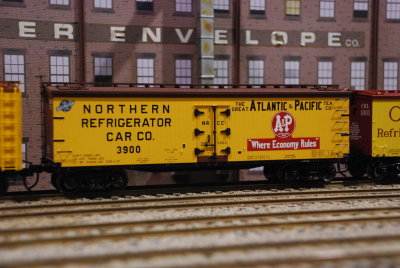 ER ENVELOPE CO.
NORTHERN
REFRIGERATOR
CAR CO.
3900
N.R.C.C.
THE
GREAT ATLANTIC & PACIFIC TEA
CO.
A&P
Where Economy Rules